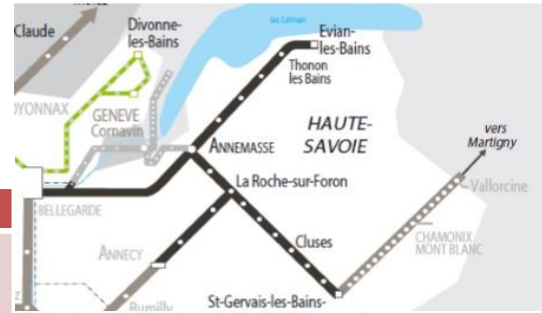 Claude
Divonne-
les-Bains
lac Léman
Evian-
les-Bains
Thonon
les Bains
OYONNAX
GENEVE
Cornavin
HAUTE-
SAVOIE
ANNEMASSE
vers
Martigny
La Roche-sur-Foron
Vallorcine
BELLEGARDE
Cluses
CHAMONIX
MONT BLANC
ANNECY
Rumilly
St-Gervais-les-Bains-